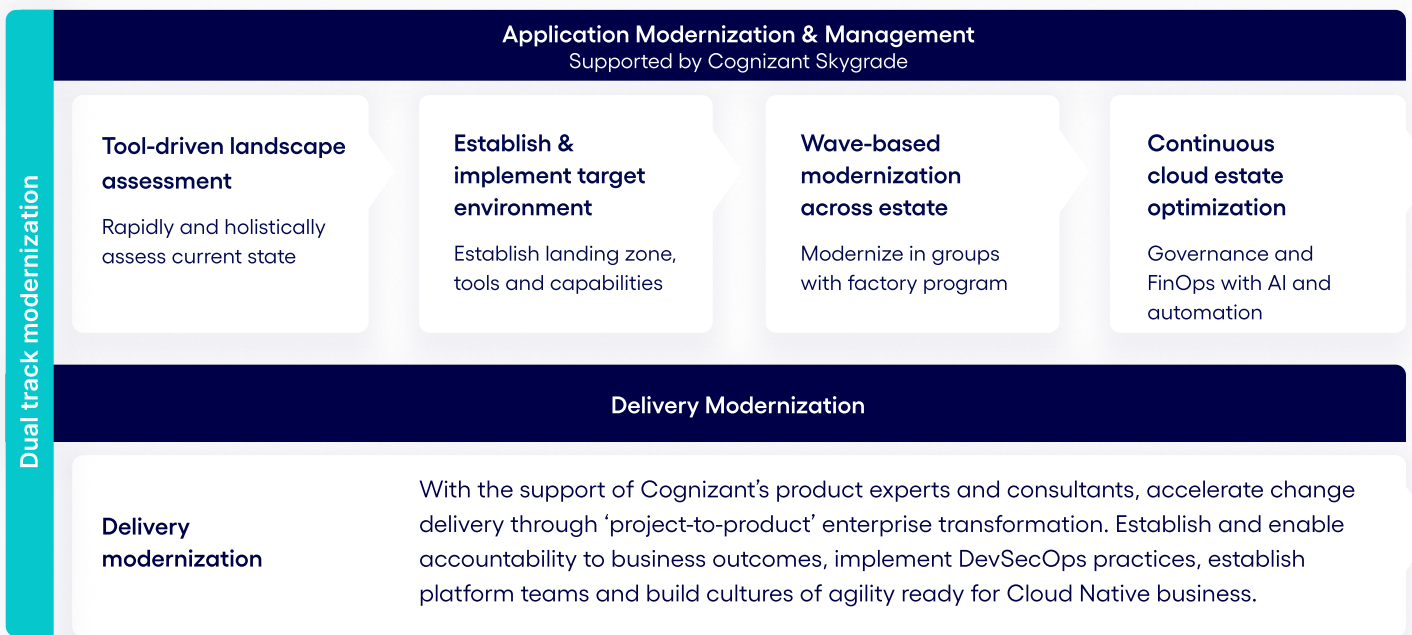 Dual track modernization
Application Modernization & Management
Supported by Cognizant Skygrade
Tool-driven landscape
assessment
Rapidly and holistically
assess current state
Establish &
implement target
environment
Establish landing zone,
tools and capabilities
Wave-based
modernization
across estate
Modernize in groups
with factory program
Continuous
cloud estate
optimization
Governance and
FinOps with AI and
automation
Delivery Modernization
Delivery
modernization
With the support of Cognizant’s product experts and consultants, accelerate change
delivery through ‘project-to-product’ enterprise transformation. Establish and enable
accountability to business outcomes, implement DevSecOps practices, establish
platform teams and build cultures of agility ready for Cloud Native business.